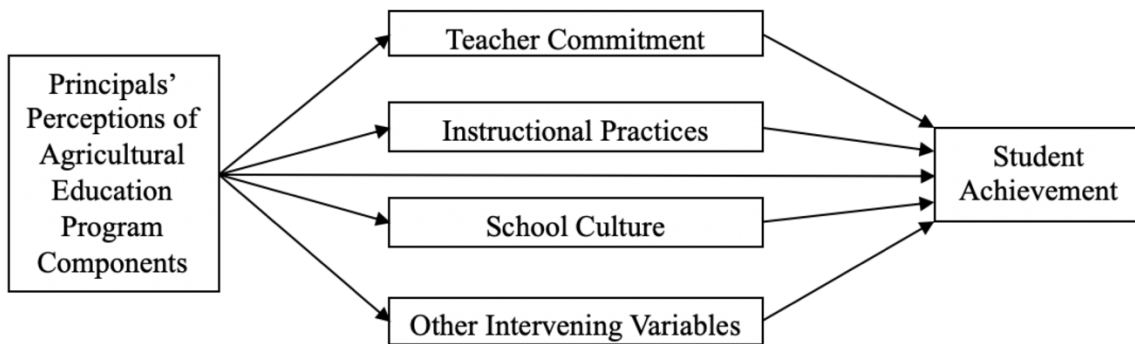 Principals’
Perceptions of
Agricultural
Education
Program
Components
Teacher Commitment
Instructional Practices
School Culture
Other Intervening Variables
Student
Achievement